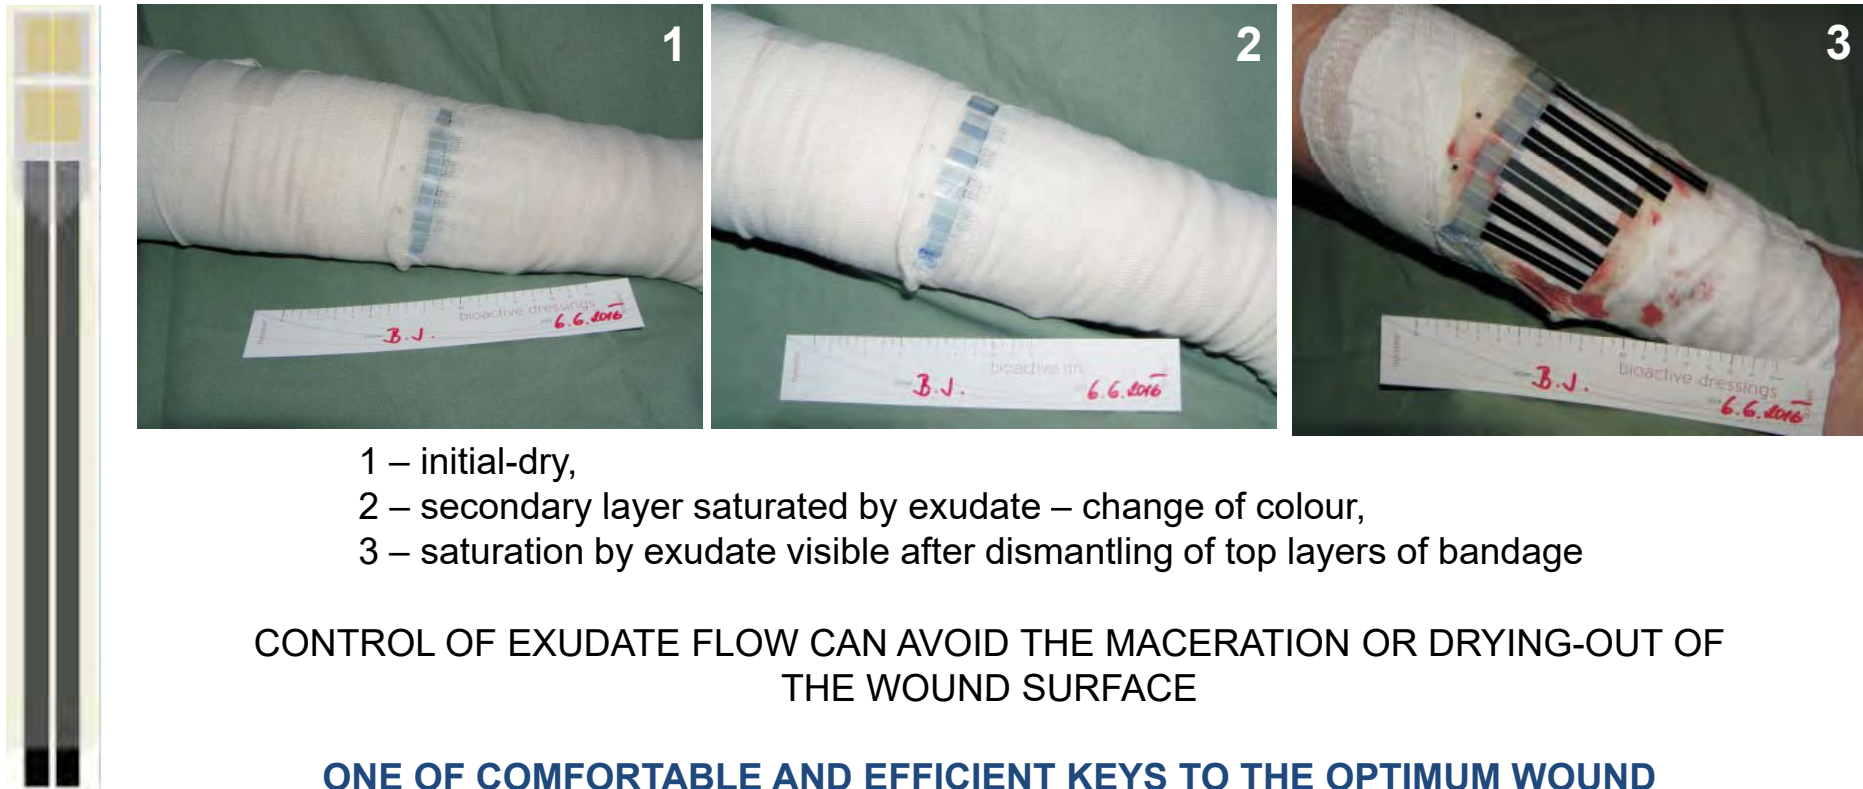 1
2
3
bioactive dressings
B.J.
6.6.2016
bioactive
B.J.
6.6.2016
bioactive dressings
B.J.
6.6.2016
1 – initial-dry,
2 – secondary layer saturated by exudate – change of colour,
3 – saturation by exudate visible after dismantling of top layers of bandage
CONTROL OF EXUDATE FLOW CAN AVOID THE MACERATION OR DRYING-OUT OF
THE WOUND SURFACE
ONE OF COMFORTABLE AND EFFICIENT KEYS TO THE OPTIMUM WOUND